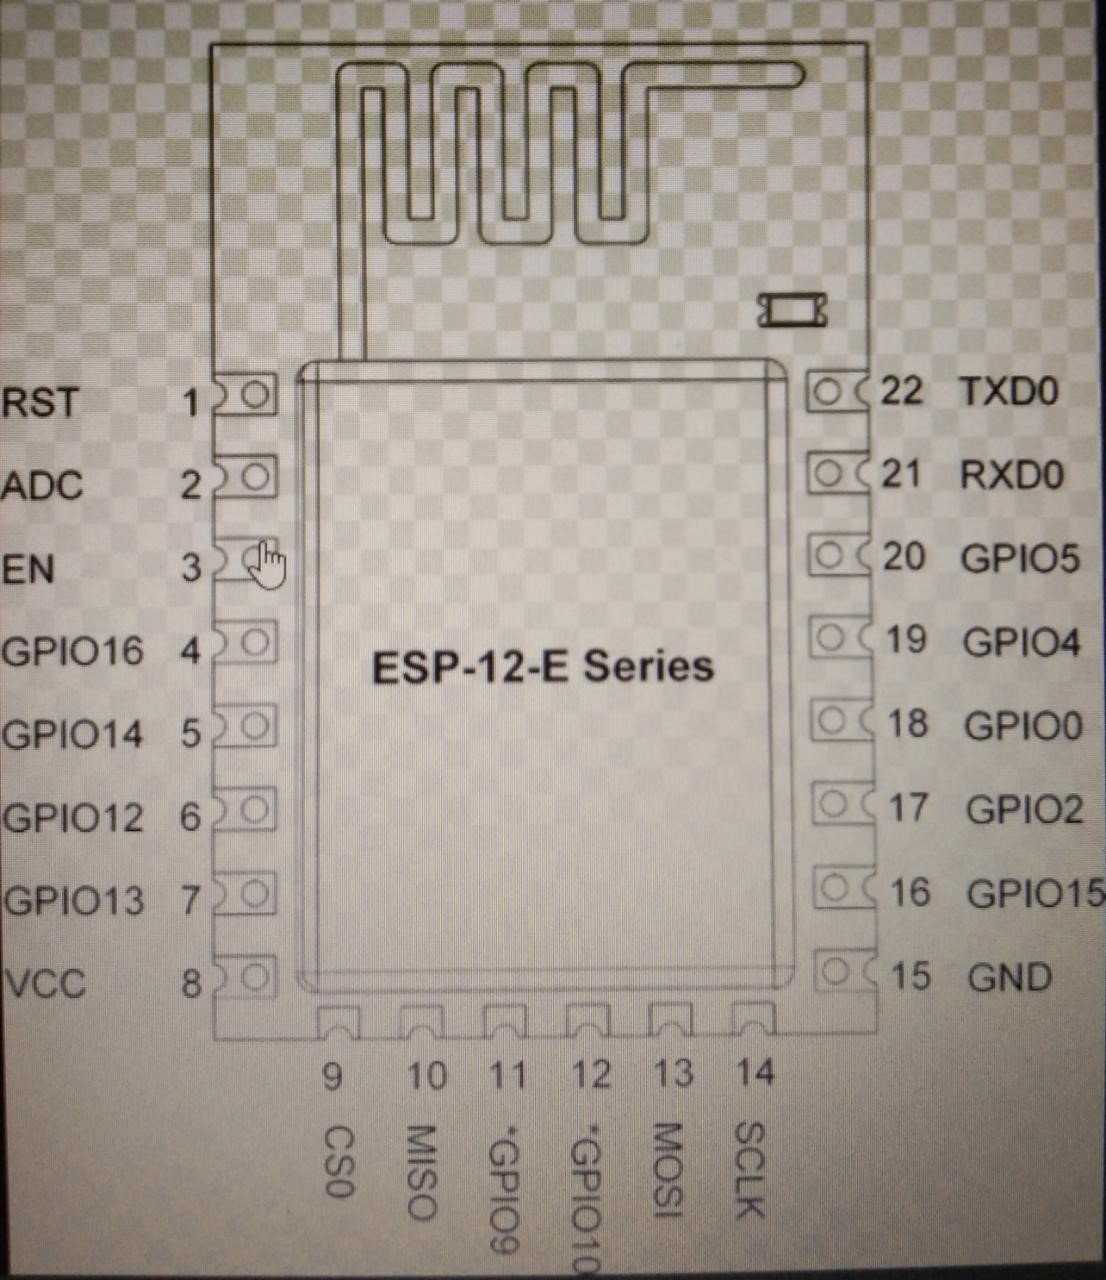 RST 1
ADC 2
EN 3
GPIO16 4
GPIO14 5
GPIO12 6
GPIO13 7
VCC 8
ESP-12-E Series
22 TXD0
21 RXD0
20 GPIO5
19 GPIO4
18 GPIO0
17 GPIO2
16 GPIO15
15 GND
9 CS0
10 MISO
11 *GPIO9
12 *GPIO10
13 MOSI
14 SCLK